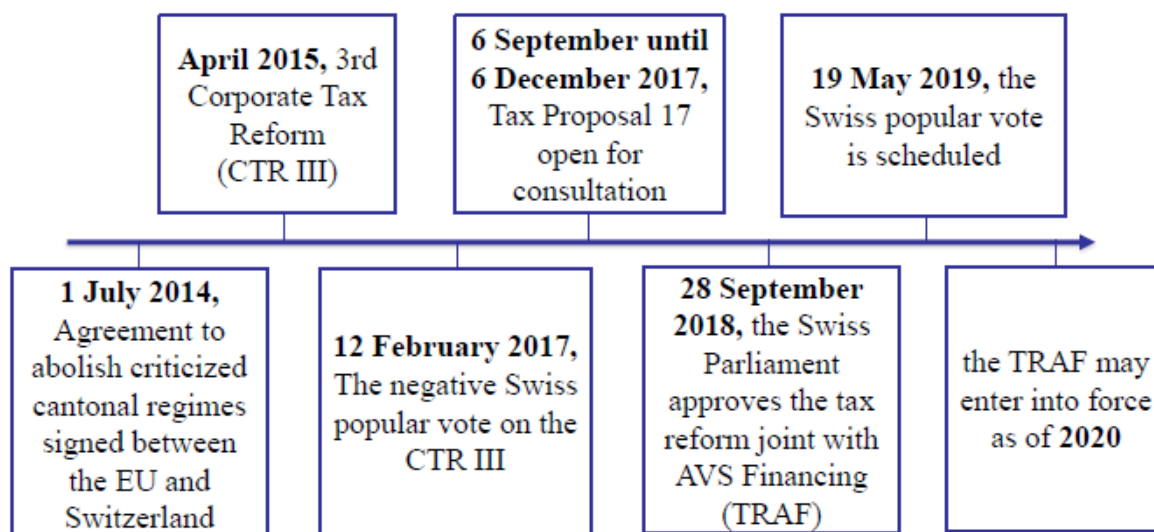 April 2015, 3rd
Corporate Tax
Reform
(CTR III)
6 September until
6 December 2017,
Tax Proposal 17
open for
consultation
19 May 2019, the
Swiss popular vote
is scheduled
1 July 2014,
Agreement to
abolish criticized
cantonal regimes
signed between
the EU and
Switzerland
12 February 2017,
The negative Swiss
popular vote on the
CTR III
28 September
2018, the Swiss
Parliament
approves the tax
reform joint with
AVS Financing
(TRAF)
the TRAF may
enter into force
as of 2020